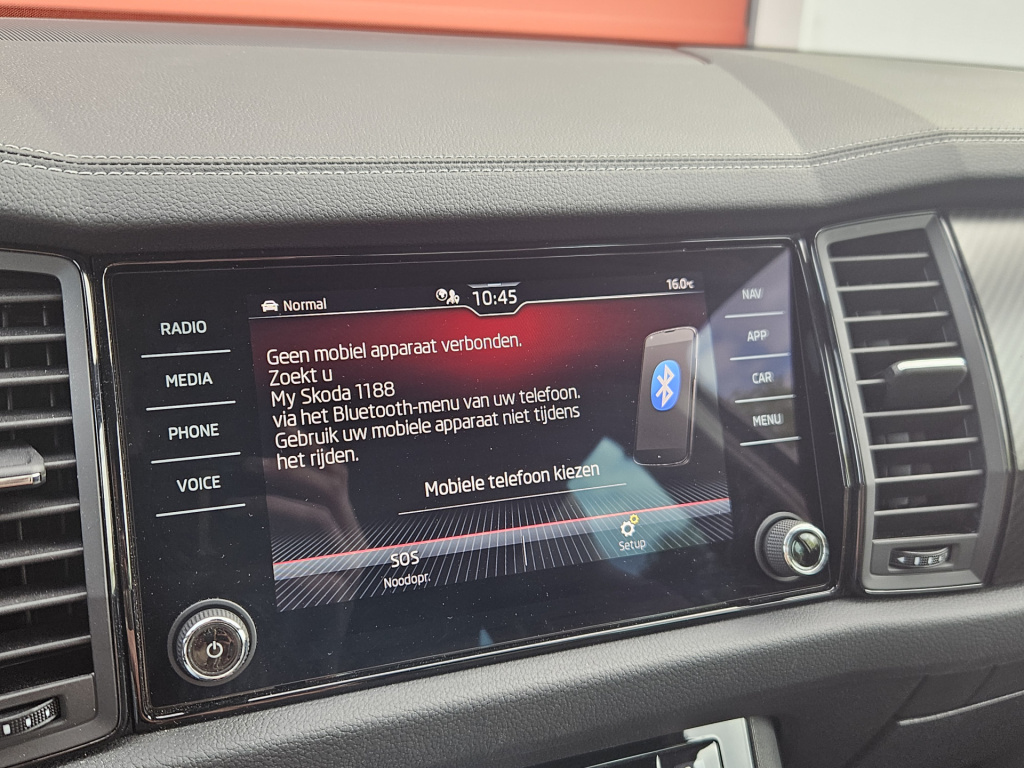 Normal
10:45
16.0°C
RADIO
MEDIA
PHONE
VOICE
Geen mobiel apparaat verbonden.
Zoekt u
My Skoda 1188
via het Bluetooth-menu van uw telefoon.
Gebruik uw mobiele apparaat niet tijdens
het rijden.
Mobiele telefoon kiezen
SOS
Noodopr.
Setup
NAV
APP
CAR
MENU